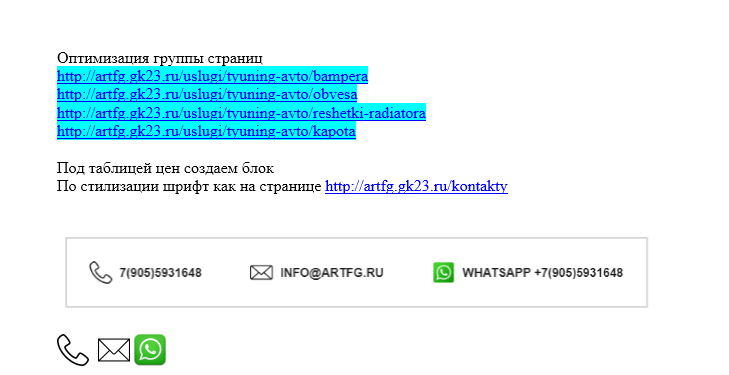 Оптимизация группы страниц
http://artfg.gk23.ru/uslugi/tyuning-avto/bampera
http://artfg.gk23.ru/uslugi/tyuning-avto/obvesa
http://artfg.gk23.ru/uslugi/tyuning-avto/reshetki-radiatora
http://artfg.gk23.ru/uslugi/tyuning-avto/kapota
Под таблицей цен создаем блок
По стилизации шрифт как на странице http://artfg.gk23.ru/kontakty
7(905)5931648 INFO@ARTFG.RU WHATSAPP +7(905)5931648